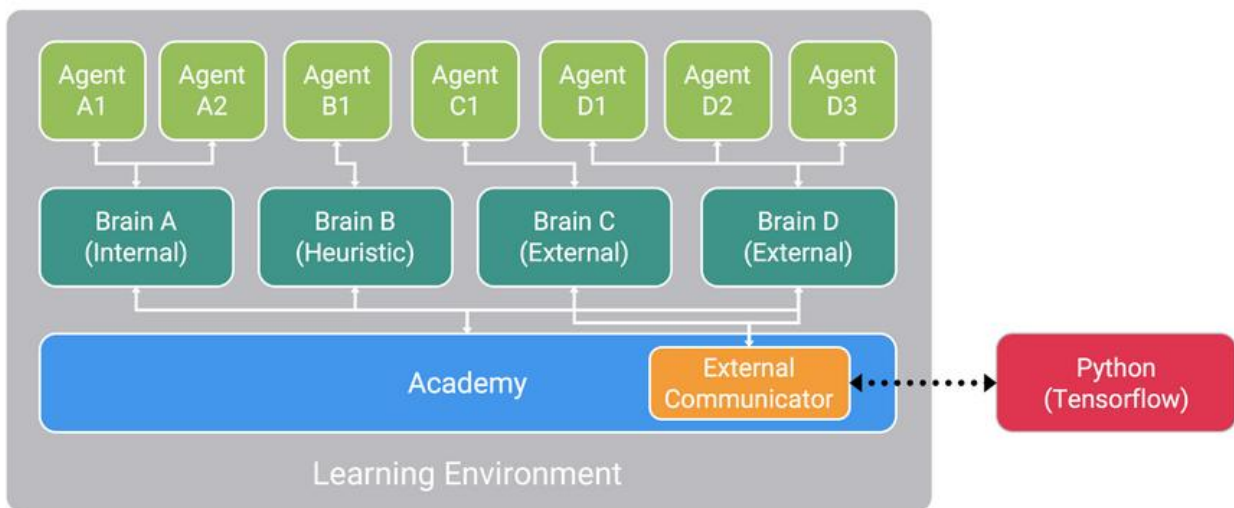 Agent
A1
Agent
A2
Agent
B1
Agent
C1
Agent
D1
Agent
D2
Agent
D3
Brain A
(Internal)
Brain B
(Heuristic)
Brain C
(External)
Brain D
(External)
Academy
External
Communicator
Python
(Tensorflow)
Learning Environment